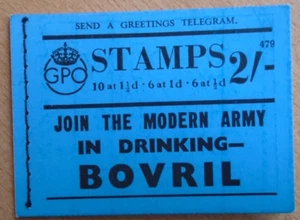 SEND A GREETINGS TELEGRAM.
479
GPO
STAMPS 2/-
10 at 1½d · 6 at 1d · 6 at ½d
JOIN THE MODERN ARMY
IN DRINKING—
BOVRIL